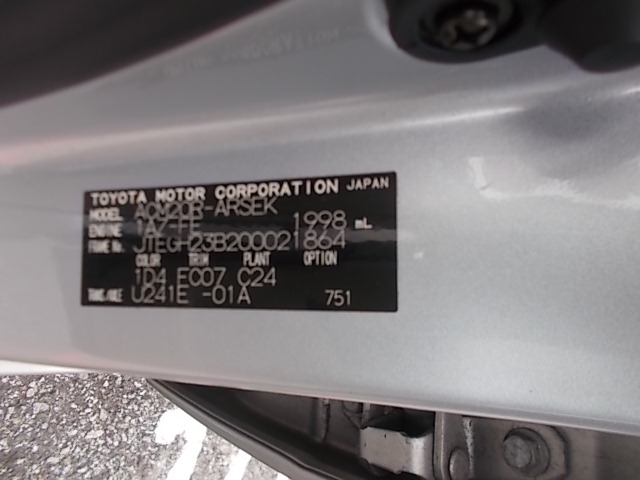 TOYOTA MOTOR CORPORATION JAPAN
MODEL ACM20R-ARSEK
ENGINE 1AZ-FE 1998 mL
FRAME No. JTEGH23B200021864
COLOR TRIM PLANT OPTION
1D4 FC07 C24
TRANS/AXLE U241E -01A 751